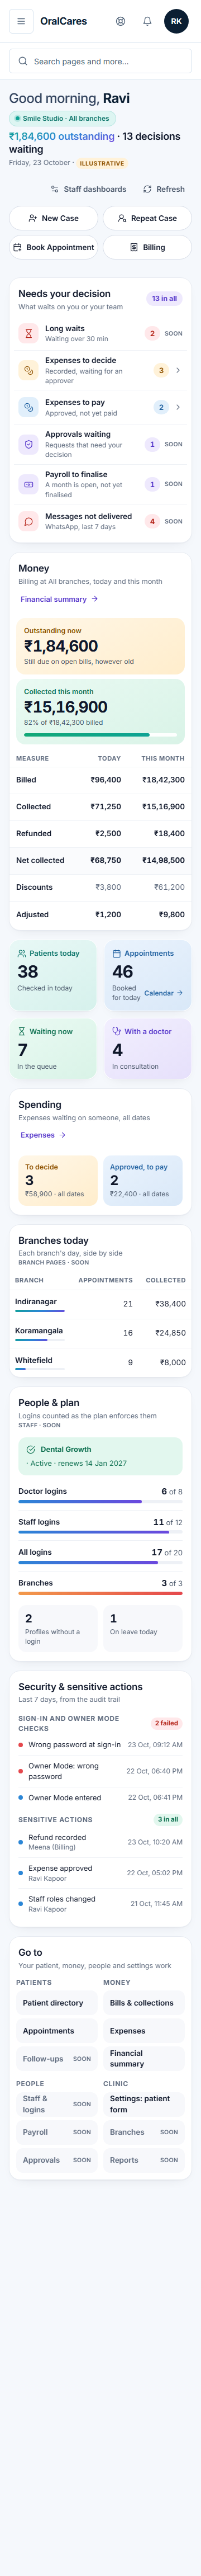 OralCares
RK
Search pages and more...
Good morning, Ravi
Smile Studio · All branches
₹1,84,600 outstanding · 13 decisions
waiting
Friday, 23 October · ILLUSTRATIVE
Staff dashboards
Refresh
New Case
Repeat Case
Book Appointment
Billing
Needs your decision
What waits on you or your team
13 in all
Long waits
Waiting over 30 min
2 SOON
Expenses to decide
Recorded, waiting for an
approver
3
Expenses to pay
Approved, not yet paid
2
Approvals waiting
Requests that need your
decision
1 SOON
Payroll to finalise
A month is open, not yet
finalised
1 SOON
Messages not delivered
WhatsApp, last 7 days
4 SOON
Money
Billing at All branches, today and this month
Financial summary
Outstanding now
₹1,84,600
Still due on open bills, however old
Collected this month
₹15,16,900
82% of ₹18,42,300 billed
MEASURE TODAY THIS MONTH
Billed ₹96,400 ₹18,42,300
Collected ₹71,250 ₹15,16,900
Refunded ₹2,500 ₹18,400
Net collected ₹68,750 ₹14,98,500
Discounts ₹3,800 ₹61,200
Adjusted ₹1,200 ₹9,800
Patients today
38
Checked in today
Appointments
46
Booked
for today
Calendar
Waiting now
7
In the queue
With a doctor
4
In consultation
Spending
Expenses waiting on someone, all dates
Expenses
To decide
3
₹58,900 · all dates
Approved, to pay
2
₹22,400 · all dates
Branches today
Each branch's day, side by side
BRANCH PAGES · SOON
BRANCH APPOINTMENTS COLLECTED
Indiranagar 21 ₹38,400
Koramangala 16 ₹24,850
Whitefield 9 ₹8,000
People & plan
Logins counted as the plan enforces them
STAFF · SOON
Dental Growth
· Active · renews 14 Jan 2027
Doctor logins 6 of 8
Staff logins 11 of 12
All logins 17 of 20
Branches 3 of 3
2
Profiles without a
login
1
On leave today
Security & sensitive actions
Last 7 days, from the audit trail
SIGN-IN AND OWNER MODE
CHECKS
2 failed
Wrong password at sign-in 23 Oct, 09:12 AM
Owner Mode: wrong
password
22 Oct, 06:40 PM
Owner Mode entered 22 Oct, 06:41 PM
SENSITIVE ACTIONS 3 in all
Refund recorded
Meena (Billing)
23 Oct, 10:20 AM
Expense approved
Ravi Kapoor
22 Oct, 05:02 PM
Staff roles changed
Ravi Kapoor
21 Oct, 11:45 AM
Go to
Your patient, money, people and settings work
PATIENTS
Patient directory
Appointments
Follow-ups SOON
MONEY
Bills & collections
Expenses
Financial
summary
PEOPLE
Staff &
logins
SOON
Payroll SOON
Approvals SOON
CLINIC
Settings: patient
form
Branches SOON
Reports SOON